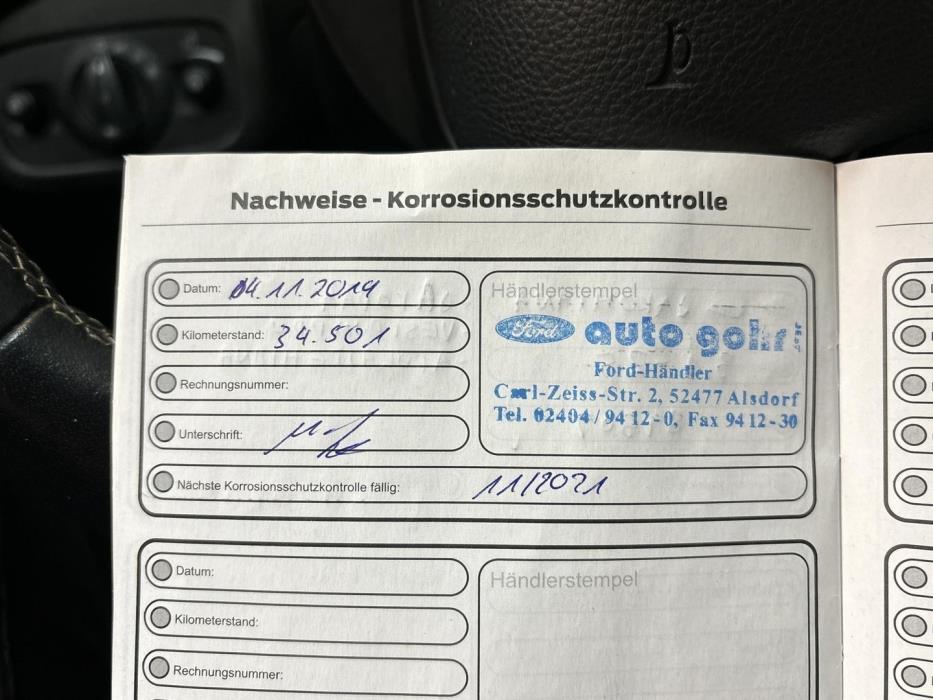 Nachweise - Korrosionsschutzkontrolle
Datum: 04.11.2019
Kilometerstand: 34.501
Rechnungsnummer:
Unterschrift:
Händlerstempel
Ford auto gohr
Ford-Händler
Carl-Zeiss-Str. 2, 52477 Alsdorf
Tel. 02404/94 12-0, Fax 94 12-30
Nächste Korrosionsschutzkontrolle fällig: 11/2021
Datum:
Kilometerstand:
Rechnungsnummer:
Händlerstempel